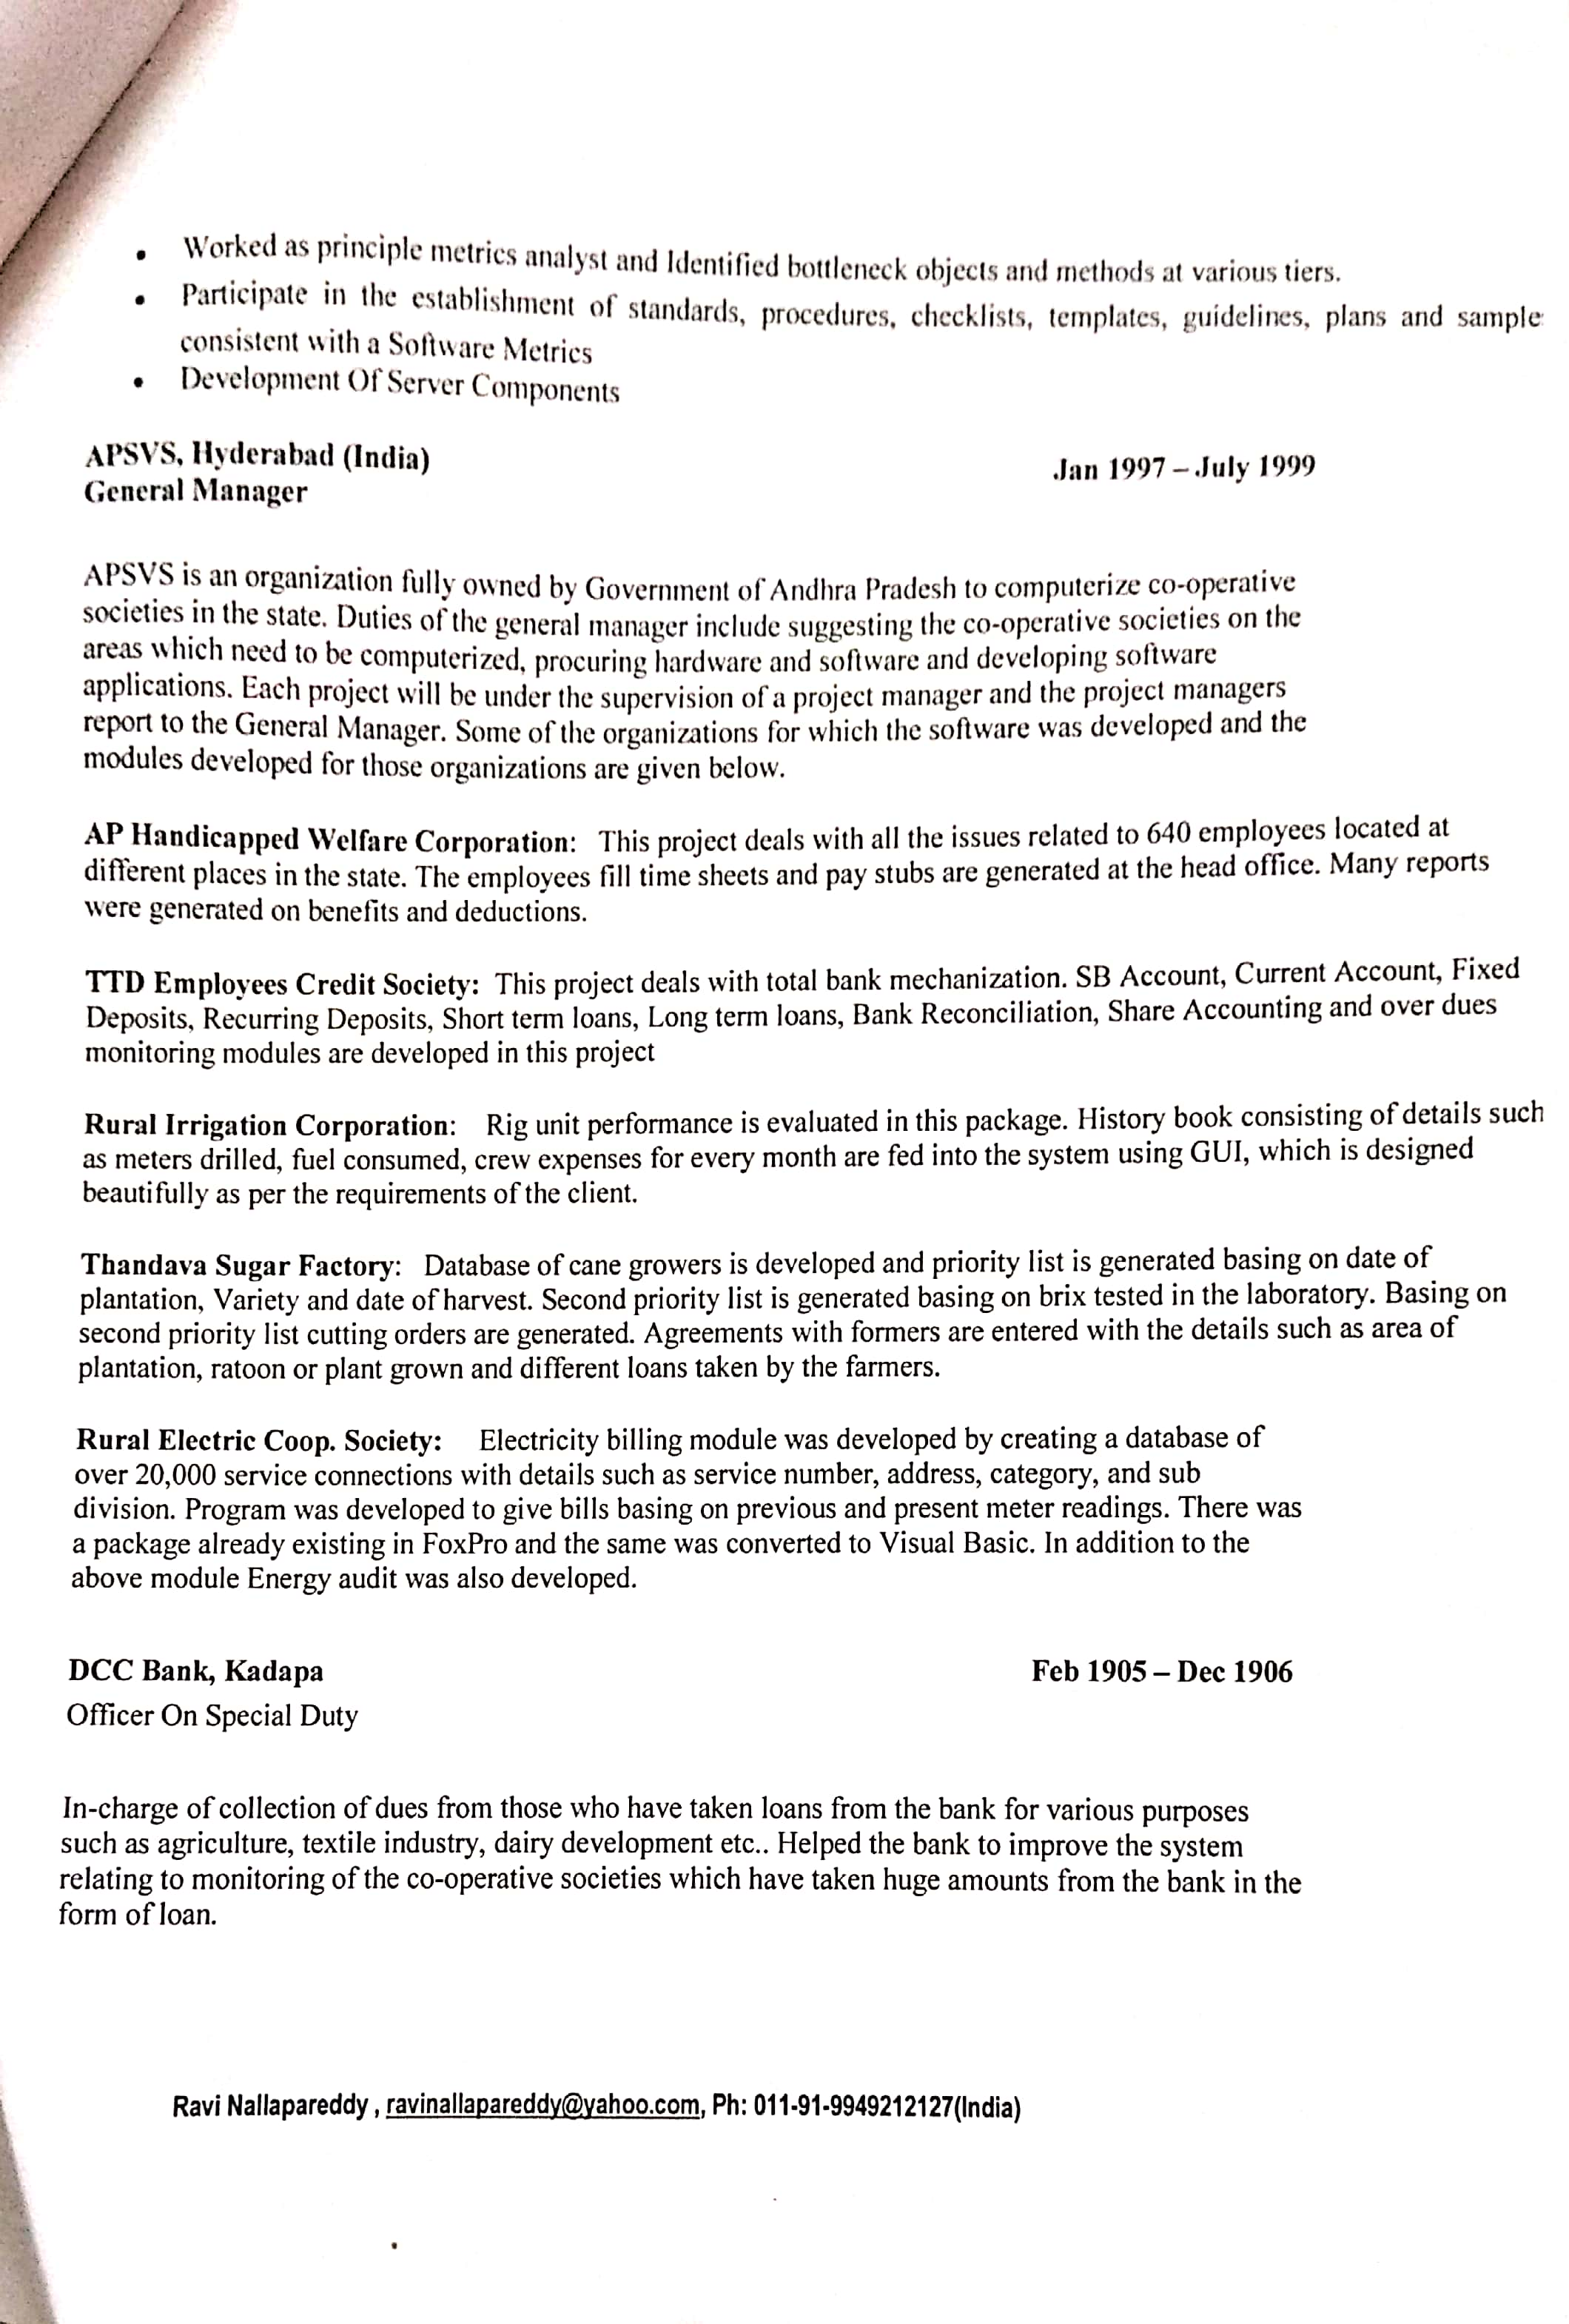 • Worked as principle metrics analyst and Identified bottleneck objects and methods at various tiers.
• Participate in the establishment of standards, procedures, checklists, templates, guidelines, plans and sample
consistent with a Software Metrics
• Development Of Server Components
APSVS, Hyderabad (India) Jan 1997 – July 1999
General Manager
APSVS is an organization fully owned by Government of Andhra Pradesh to computerize co-operative
societies in the state. Duties of the general manager include suggesting the co-operative societies on the
areas which need to be computerized, procuring hardware and software and developing software
applications. Each project will be under the supervision of a project manager and the project managers
report to the General Manager. Some of the organizations for which the software was developed and the
modules developed for those organizations are given below.
AP Handicapped Welfare Corporation: This project deals with all the issues related to 640 employees located at
different places in the state. The employees fill time sheets and pay stubs are generated at the head office. Many reports
were generated on benefits and deductions.
TTD Employees Credit Society: This project deals with total bank mechanization. SB Account, Current Account, Fixed
Deposits, Recurring Deposits, Short term loans, Long term loans, Bank Reconciliation, Share Accounting and over dues
monitoring modules are developed in this project
Rural Irrigation Corporation: Rig unit performance is evaluated in this package. History book consisting of details such
as meters drilled, fuel consumed, crew expenses for every month are fed into the system using GUI, which is designed
beautifully as per the requirements of the client.
Thandava Sugar Factory: Database of cane growers is developed and priority list is generated basing on date of
plantation, Variety and date of harvest. Second priority list is generated basing on brix tested in the laboratory. Basing on
second priority list cutting orders are generated. Agreements with formers are entered with the details such as area of
plantation, ratoon or plant grown and different loans taken by the farmers.
Rural Electric Coop. Society: Electricity billing module was developed by creating a database of
over 20,000 service connections with details such as service number, address, category, and sub
division. Program was developed to give bills basing on previous and present meter readings. There was
a package already existing in FoxPro and the same was converted to Visual Basic. In addition to the
above module Energy audit was also developed.
DCC Bank, Kadapa Feb 1905 – Dec 1906
Officer On Special Duty
In-charge of collection of dues from those who have taken loans from the bank for various purposes
such as agriculture, textile industry, dairy development etc.. Helped the bank to improve the system
relating to monitoring of the co-operative societies which have taken huge amounts from the bank in the
form of loan.
Ravi Nallapareddy , ravinallapareddy@yahoo.com, Ph: 011-91-9949212127(India)